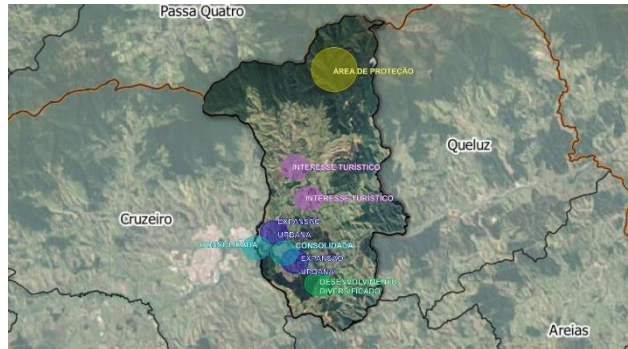 Passa Quatro
ÁREA DE PROTEÇÃO
Queluz
INTERESSE TURÍSTICO
INTERESSE TURÍSTICO
Cruzeiro
EXPANSÃO
URBANA
CONSOLIDADA
CONSOLIDADA
EXPANSÃO
URBANA
DESENVOLVIMENTO
DIVERSIFICADO
Areias